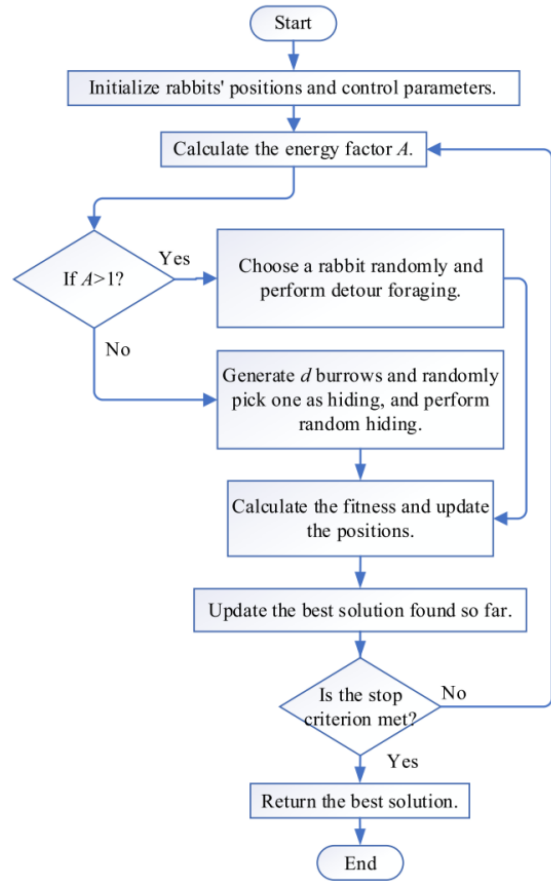 Start
Initialize rabbits' positions and control parameters.
Calculate the energy factor A.
If A>1?
Yes
Choose a rabbit randomly and
perform detour foraging.
No
Generate d burrows and randomly
pick one as hiding, and perform
random hiding.
Calculate the fitness and update
the positions.
Update the best solution found so far.
Is the stop
criterion met?
No
Yes
Return the best solution.
End